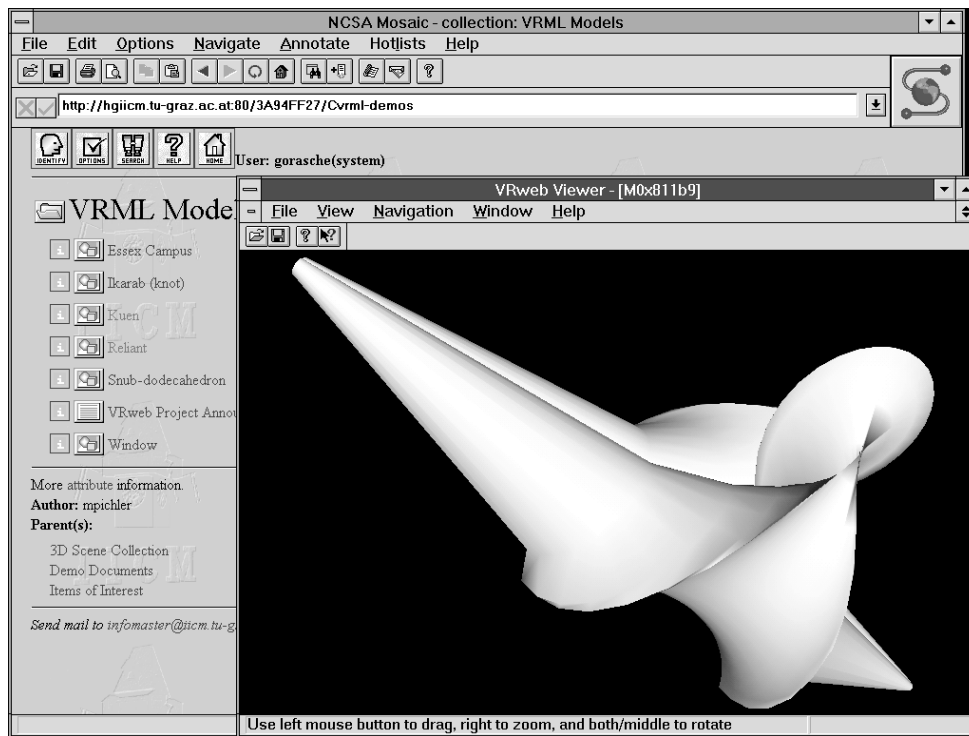 NCSA Mosaic - collection: VRML Models
File Edit Options Navigate Annotate Hotlists Help
http://hgiicm.tu-graz.ac.at:80/3A94FF27/Cvrml-demos
IDENTIFY OPTIONS SEARCH HELP HOME
User: gorasche(system)
VRML Mode
Essex Campus
Ikarab (knot)
Kuen
Reliant
Snub-dodecahedron
VRweb Project Annou
Window
More attribute information.
Author: mpichler
Parent(s):
3D Scene Collection
Demo Documents
Items of Interest
Send mail to infomaster@iicm.tu-g
VRweb Viewer - [M0x811b9]
File View Navigation Window Help
Use left mouse button to drag, right to zoom, and both/middle to rotate